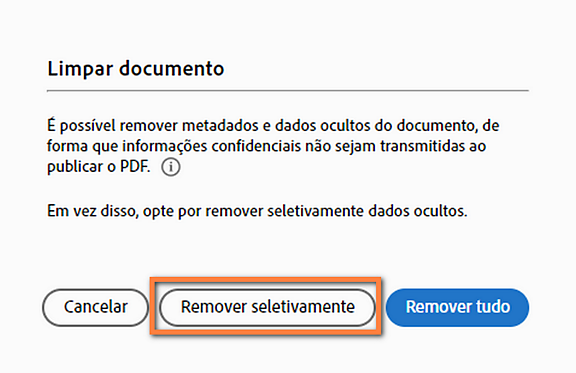 Limpar documento
É possível remover metadados e dados ocultos do documento, de
forma que informações confidenciais não sejam transmitidas ao
publicar o PDF. i
Em vez disso, opte por remover seletivamente dados ocultos.
Cancelar Remover seletivamente Remover tudo